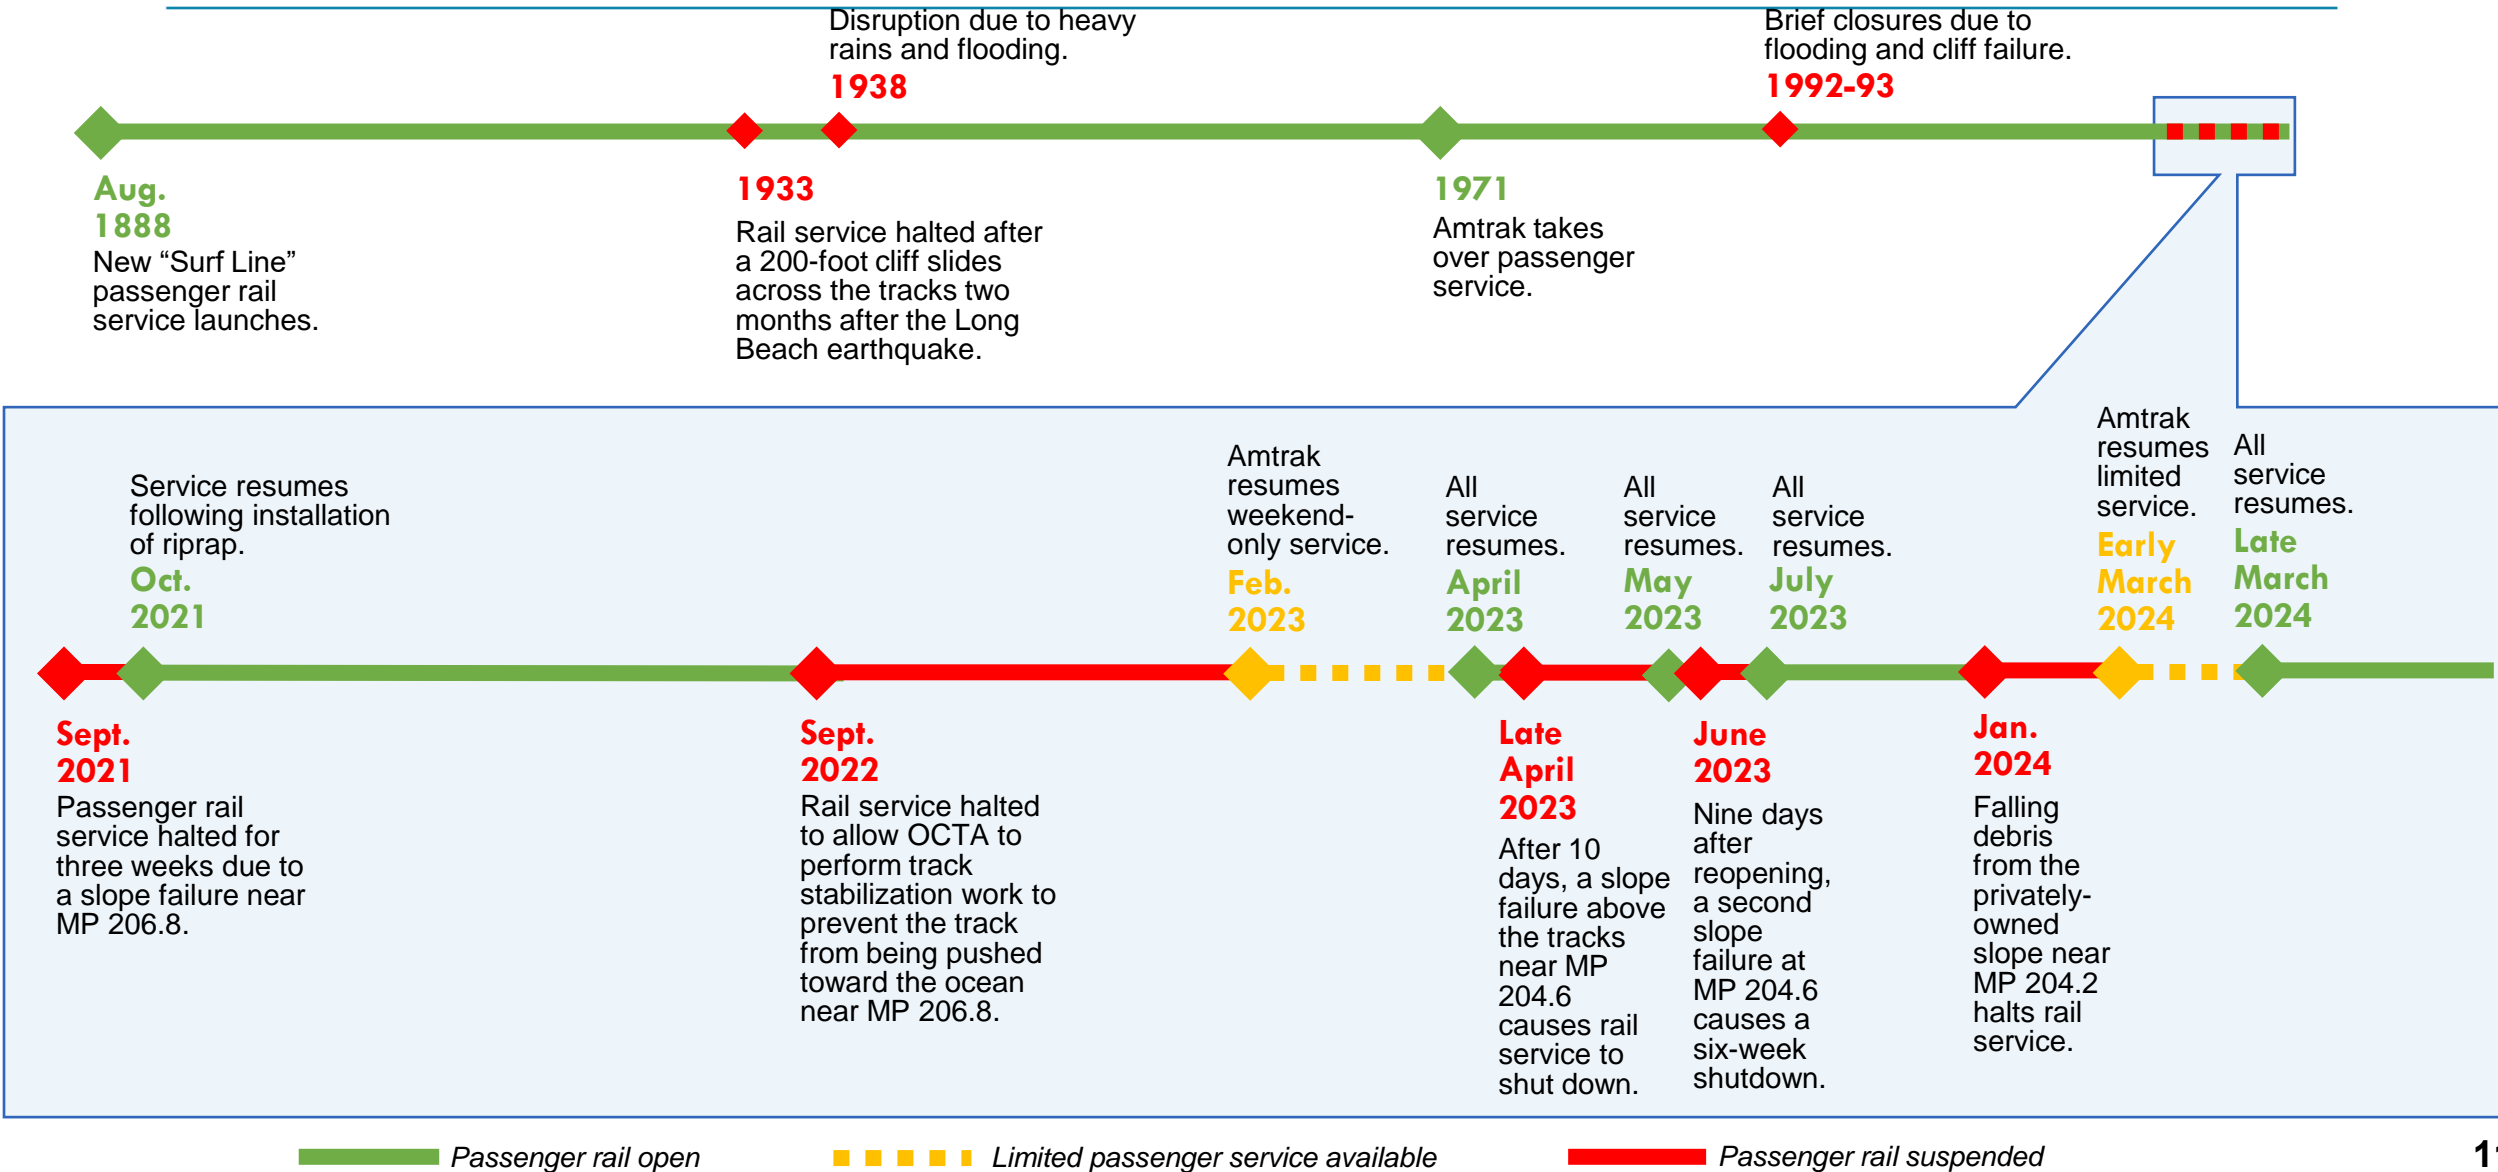 Disruption due to heavy
rains and flooding.
1938
Brief closures due to
flooding and cliff failure.
1992-93
Aug.
1888
New “Surf Line”
passenger rail
service launches.
1933
Rail service halted after
a 200-foot cliff slides
across the tracks two
months after the Long
Beach earthquake.
1971
Amtrak takes
over passenger
service.
Service resumes
following installation
of riprap.
Oct.
2021
Amtrak
resumes
weekend-
only service.
Feb.
2023
All
service
resumes.
April
2023
All
service
resumes.
May
2023
All
service
resumes.
July
2023
Amtrak
resumes
limited
service.
Early
March
2024
All
service
resumes.
Late
March
2024
Sept.
2021
Passenger rail
service halted for
three weeks due to
a slope failure near
MP 206.8.
Sept.
2022
Rail service halted
to allow OCTA to
perform track
stabilization work to
prevent the track
from being pushed
toward the ocean
near MP 206.8.
Late
April
2023
After 10
days, a slope
failure above
the tracks
near MP
204.6
causes rail
service to
shut down.
June
2023
Nine days
after
reopening,
a second
slope
failure at
MP 204.6
causes a
six-week
shutdown.
Jan.
2024
Falling
debris
from the
privately-
owned
slope near
MP 204.2
halts rail
service.
Passenger rail open
Limited passenger service available
Passenger rail suspended